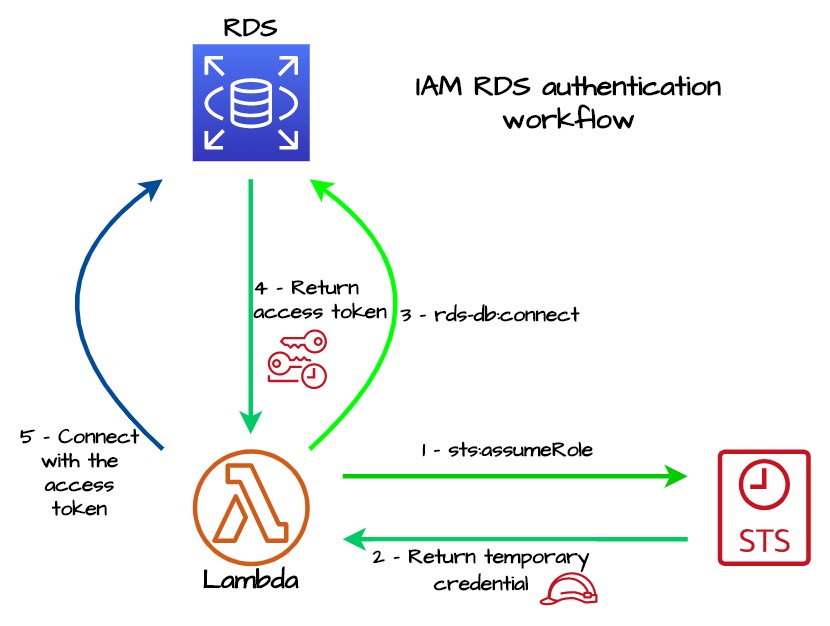 RDS
IAM RDS authentication
workflow
4 - Return
access token
3 - rds-db:connect
5 - Connect
with the
access
token
1 - sts:assumeRole
STS
2 - Return temporary
credential
Lambda